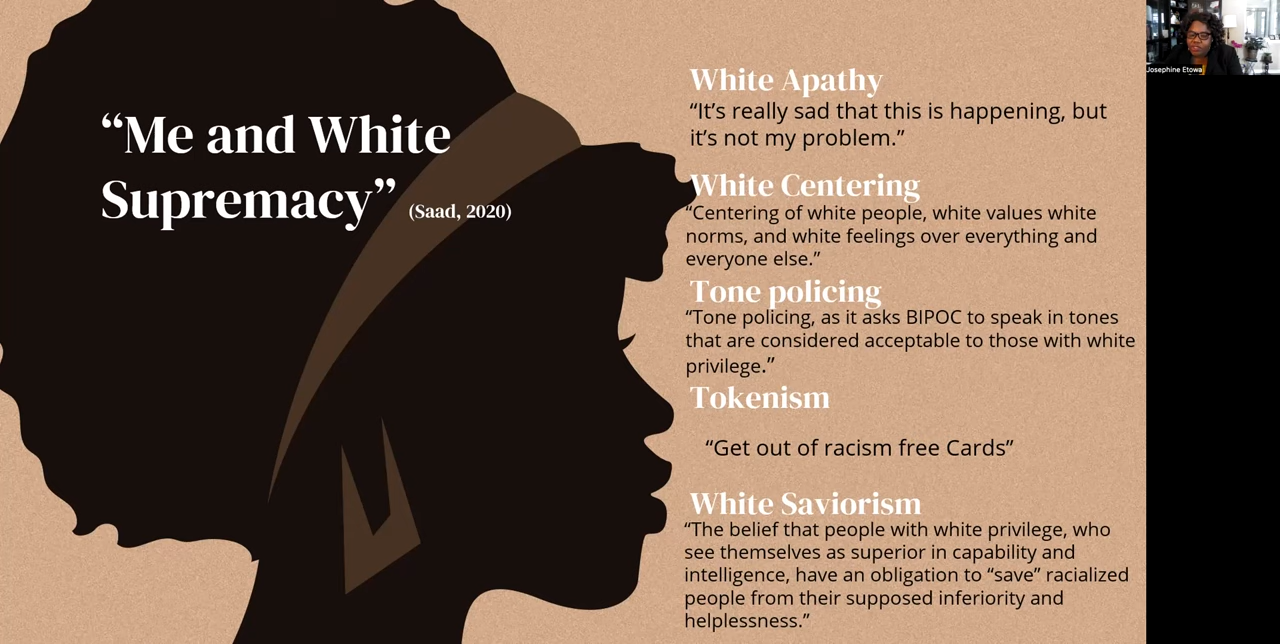 “Me and White
Supremacy” (Saad, 2020)
White Apathy
“It’s really sad that this is happening, but
it’s not my problem.”
White Centering
“Centering of white people, white values white
norms, and white feelings over everything and
everyone else.”
Tone policing
“Tone policing, as it asks BIPOC to speak in tones
that are considered acceptable to those with white
privilege.”
Tokenism
“Get out of racism free Cards”
White Saviorism
“The belief that people with white privilege, who
see themselves as superior in capability and
intelligence, have an obligation to “save” racialized
people from their supposed inferiority and
helplessness.”
Josephine Etowa